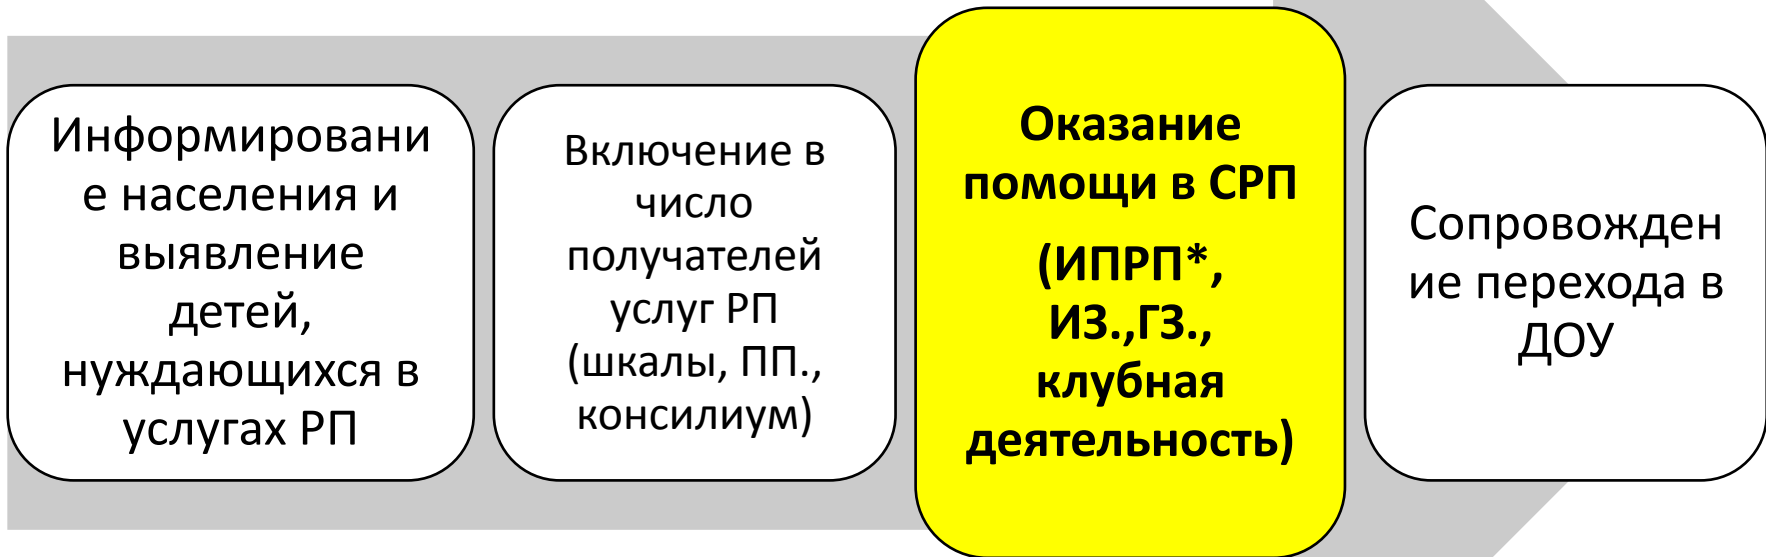 Информировани
е населения и
выявление
детей,
нуждающихся в
услугах РП
Включение в
число
получателей
услуг РП
(шкалы, ПП.,
консилиум)
Оказание
помощи в СРП
(ИПРП*,
ИЗ.,ГЗ.,
клубная
деятельность)
Сопровожден
ие перехода в
ДОУ